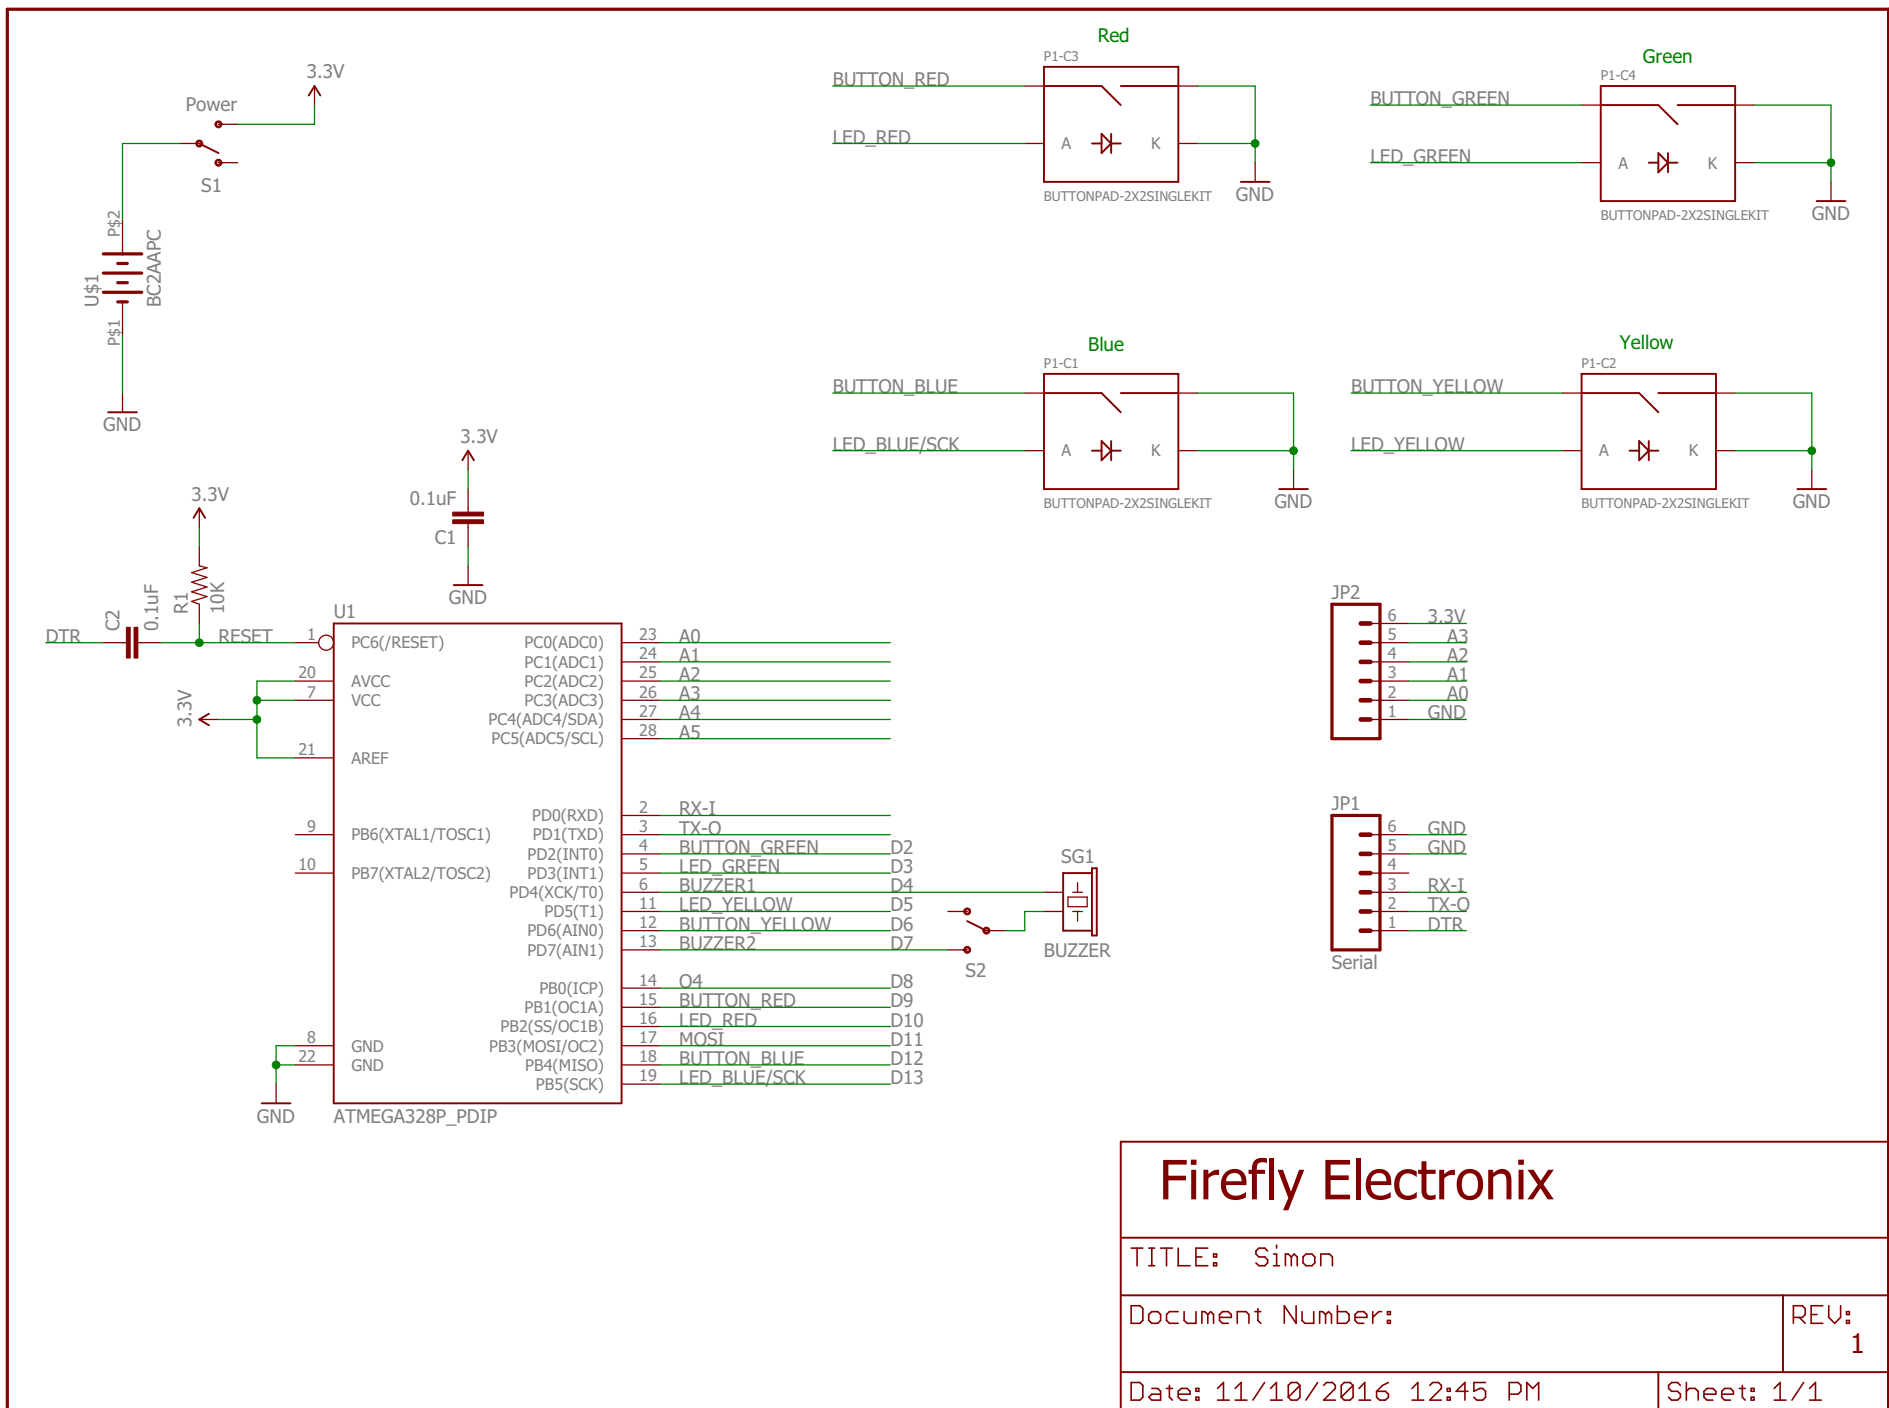 Red
P1-C3
BUTTON_RED
LED_RED
A
K
BUTTONPAD-2X2SINGLEKIT
GND
Green
P1-C4
BUTTON_GREEN
LED_GREEN
A
K
BUTTONPAD-2X2SINGLEKIT
GND
3.3V
Power
S1
P$2
U$1
BC2AAPC
P$1
GND
Blue
P1-C1
BUTTON_BLUE
LED_BLUE/SCK
A
K
BUTTONPAD-2X2SINGLEKIT
GND
Yellow
P1-C2
BUTTON_YELLOW
LED_YELLOW
A
K
BUTTONPAD-2X2SINGLEKIT
GND
3.3V
0.1uF
C1
GND
3.3V
R1
10K
C2
0.1uF
DTR
RESET
3.3V
U1
1 PC6(/RESET)
20 AVCC
7 VCC
21 AREF
9 PB6(XTAL1/TOSC1)
10 PB7(XTAL2/TOSC2)
8 GND
22 GND
GND
ATMEGA328P_PDIP
PC0(ADC0) 23 A0
PC1(ADC1) 24 A1
PC2(ADC2) 25 A2
PC3(ADC3) 26 A3
PC4(ADC4/SDA) 27 A4
PC5(ADC5/SCL) 28 A5
PD0(RXD) 2 RX-I
PD1(TXD) 3 TX-O
PD2(INT0) 4 BUTTON_GREEN D2
PD3(INT1) 5 LED_GREEN D3
PD4(XCK/T0) 6 BUZZER1 D4
PD5(T1) 11 LED_YELLOW D5
PD6(AIN0) 12 BUTTON_YELLOW D6
PD7(AIN1) 13 BUZZER2 D7
PB0(ICP) 14 O4 D8
PB1(OC1A) 15 BUTTON_RED D9
PB2(SS/OC1B) 16 LED_RED D10
PB3(MOSI/OC2) 17 MOSI D11
PB4(MISO) 18 BUTTON_BLUE D12
PB5(SCK) 19 LED_BLUE/SCK D13
S2
SG1
BUZZER
JP2
6 3.3V
5 A3
4 A2
3 A1
2 A0
1 GND
JP1
6 GND
5 GND
4
3 RX-I
2 TX-O
1 DTR
Serial
Firefly Electronix
TITLE: Simon
Document Number:
REV:
1
Date: 11/10/2016 12:45 PM
Sheet: 1/1